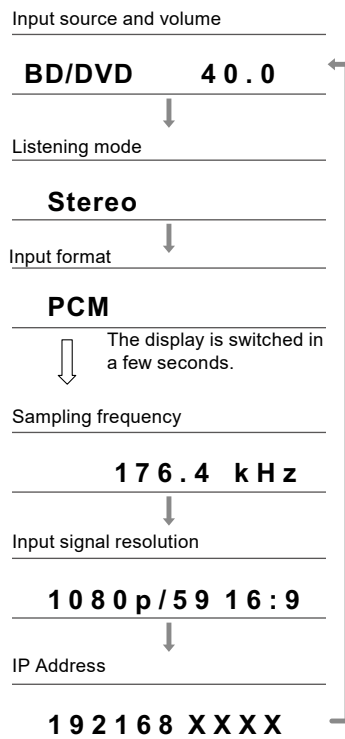 Input source and volume
BD/DVD 40.0
Listening mode
Stereo
Input format
PCM
The display is switched in
a few seconds.
Sampling frequency
176.4 kHz
Input signal resolution
1080p/59 16:9
IP Address
192168 XXXX